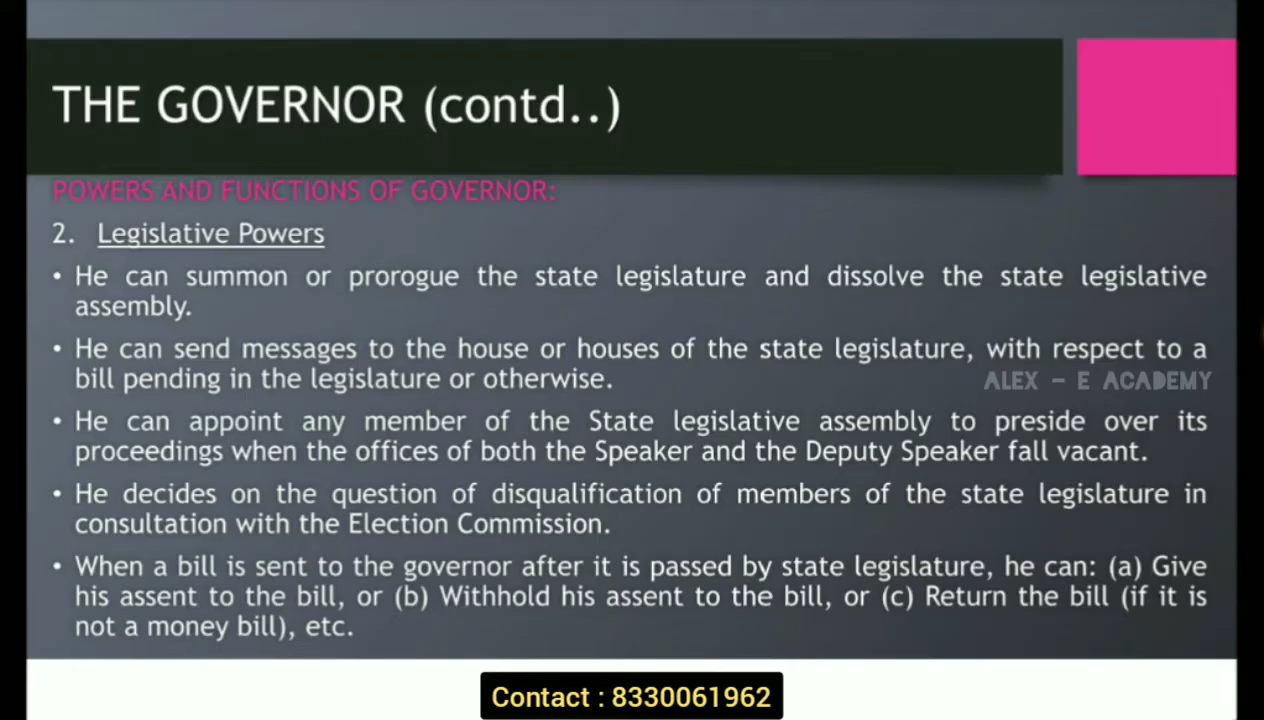 THE GOVERNOR (contd..)
POWERS AND FUNCTIONS OF GOVERNOR:
2. Legislative Powers
• He can summon or prorogue the state legislature and dissolve the state legislative
assembly.
• He can send messages to the house or houses of the state legislature, with respect to a
bill pending in the legislature or otherwise.
ALEX - E ACADEMY
• He can appoint any member of the State legislative assembly to preside over its
proceedings when the offices of both the Speaker and the Deputy Speaker fall vacant.
• He decides on the question of disqualification of members of the state legislature in
consultation with the Election Commission.
• When a bill is sent to the governor after it is passed by state legislature, he can: (a) Give
his assent to the bill, or (b) Withhold his assent to the bill, or (c) Return the bill (if it is
not a money bill), etc.
Contact : 8330061962